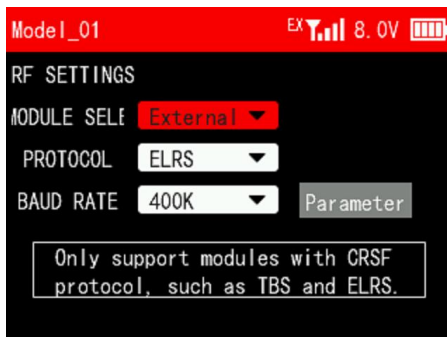 Model_01 EX 8.0V
RF SETTINGS
MODULE SELE External
PROTOCOL ELRS
BAUD RATE 400K Parameter
Only support modules with CRSF
protocol, such as TBS and ELRS.